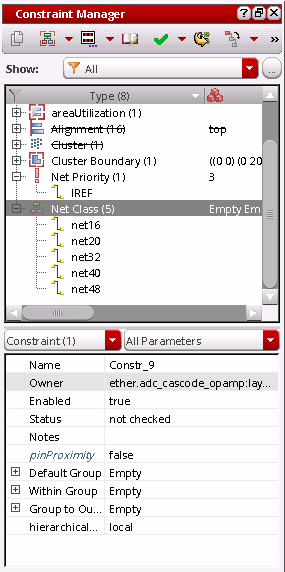 Constraint Manager
Show: All ...
Type (8)
areaUtilization (1)
Alignment (16) top
Cluster (1)
Cluster Boundary (1) ((0 0) (0 20
Net Priority (1) 3
IREF
Net Class (5) Empty Em
net16
net20
net32
net40
net48
Constraint (1) All Parameters
Name Constr_9
Owner ether.adc_cascode_opamp:lay...
Enabled true
Status not checked
Notes
pinProximity false
Default Group Empty
Within Group Empty
Group to Ou... Empty
hierarchical... local